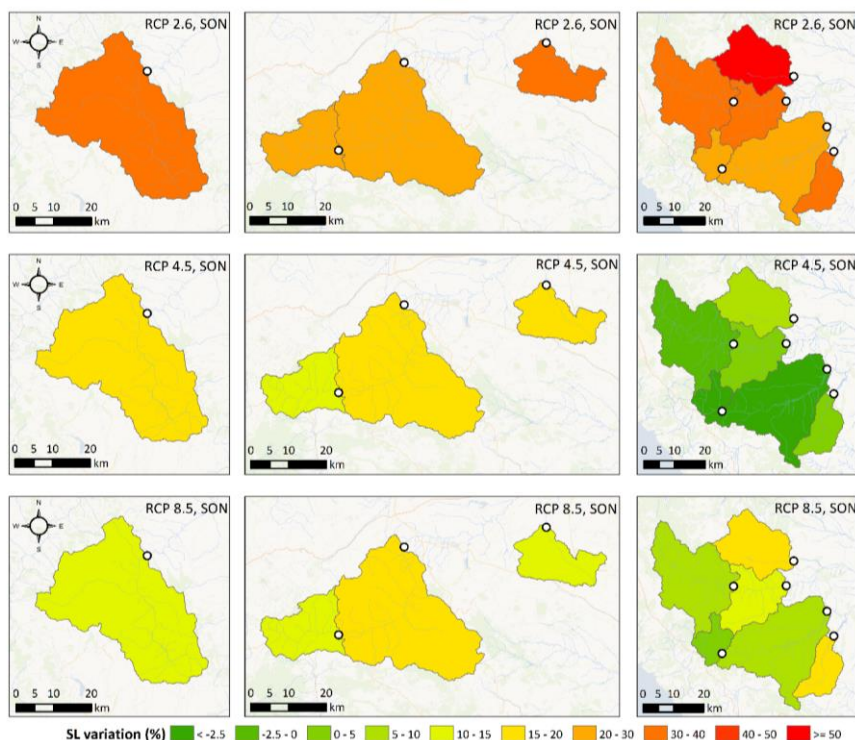 RCP 2.6, SON
N
W E
S
0 5 10 20
km
RCP 2.6, SON
0 5 10 20
km
RCP 2.6, SON
0 5 10 20
km
RCP 4.5, SON
N
W E
S
0 5 10 20
km
RCP 4.5, SON
0 5 10 20
km
RCP 4.5, SON
0 5 10 20
km
RCP 8.5, SON
N
W E
S
0 5 10 20
km
RCP 8.5, SON
0 5 10 20
km
RCP 8.5, SON
0 5 10 20
km
SL variation (%) < -2.5 -2.5 - 0 0 - 5 5 - 10 10 - 15 15 - 20 20 - 30 30 - 40 40 - 50 >= 50